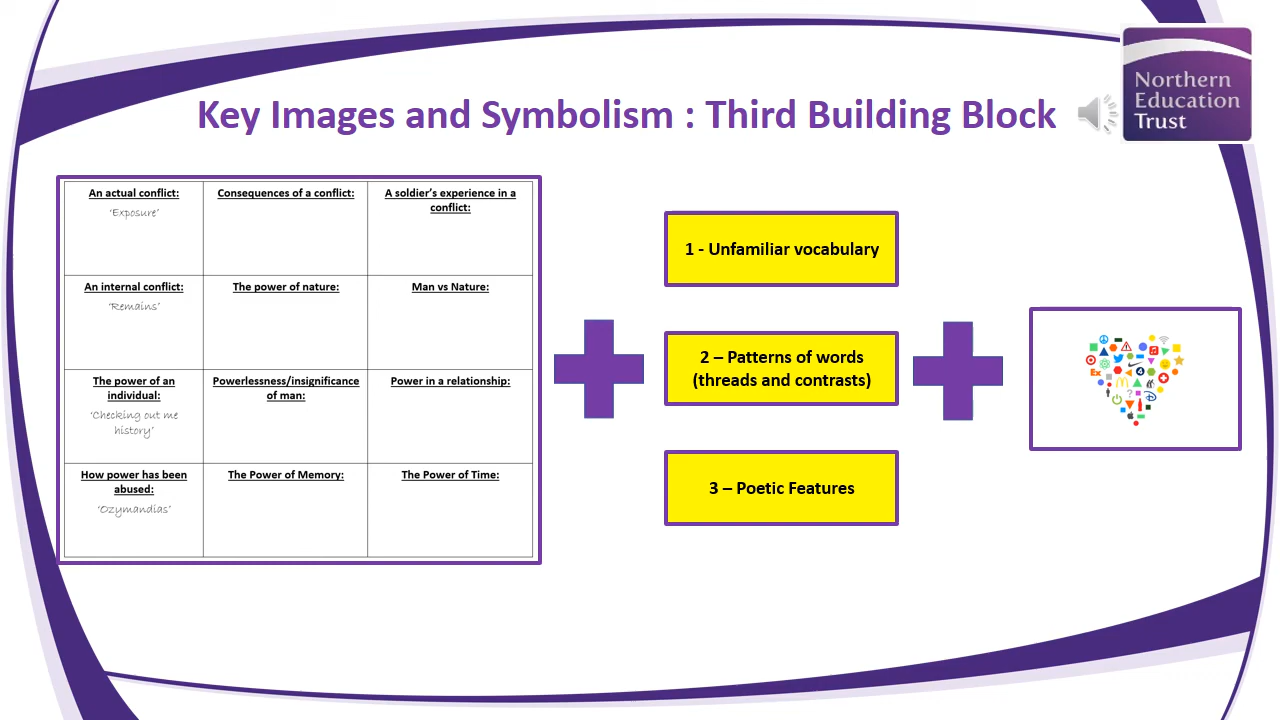 Key Images and Symbolism : Third Building Block
Northern
Education
Trust
An actual conflict:
'Exposure'
Consequences of a conflict:
A soldier's experience in a
conflict:
An internal conflict:
'Remains'
The power of nature:
Man vs Nature:
The power of an
individual:
'Checking out me
history'
Powerlessness/insignificance
of man:
Power in a relationship:
How power has been
abused:
'Ozymandias'
The Power of Memory:
The Power of Time:
1 - Unfamiliar vocabulary
2 – Patterns of words
(threads and contrasts)
3 – Poetic Features